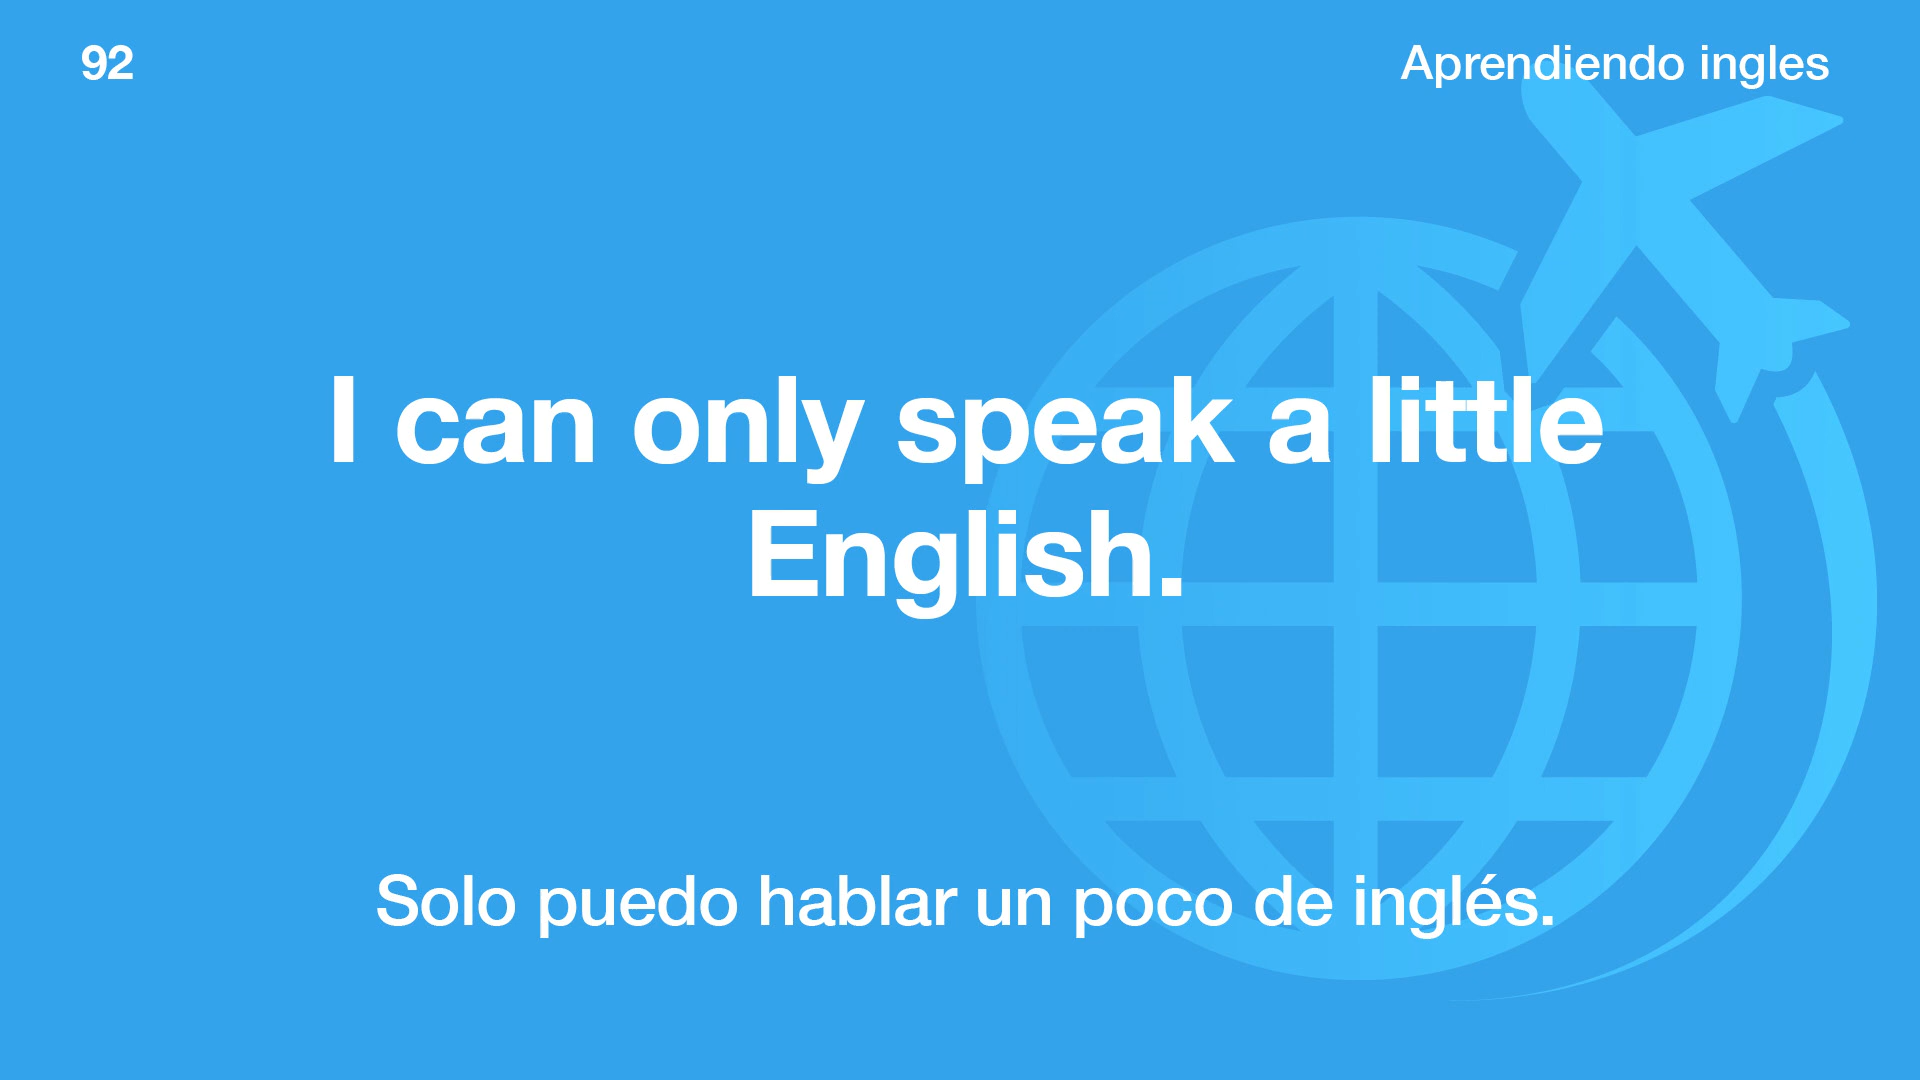 92
Aprendiendo ingles
I can only speak a little
English.
Solo puedo hablar un poco de inglés.